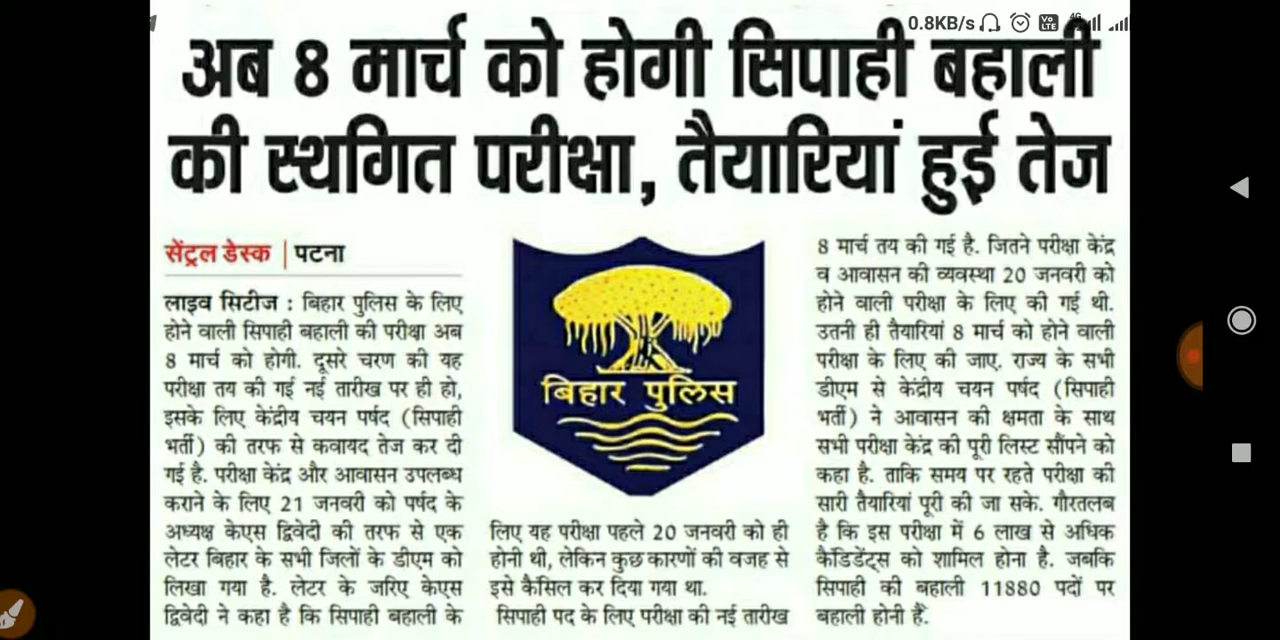 0.8KB/s
Vo LTE
4G
अब 8 मार्च को होगी सिपाही बहाली
की स्थगित परीक्षा, तैयारियां हुई तेज
सेंट्रल डेस्क | पटना
लाइव सिटीज : बिहार पुलिस के लिए
होने वाली सिपाही बहाली की परीक्षा अब
8 मार्च को होगी. दूसरे चरण की यह
परीक्षा तय की गई नई तारीख पर ही हो,
इसके लिए केंद्रीय चयन पर्षद (सिपाही
भर्ती) की तरफ से कवायद तेज कर दी
गई है. परीक्षा केंद्र और आवासन उपलब्ध
कराने के लिए 21 जनवरी को पर्षद के
अध्यक्ष केएस द्विवेदी की तरफ से एक
लेटर बिहार के सभी जिलों के डीएम को
लिखा गया है. लेटर के जरिए केएस
द्विवेदी ने कहा है कि सिपाही बहाली के
बिहार पुलिस
लिए यह परीक्षा पहले 20 जनवरी को ही
होनी थी, लेकिन कुछ कारणों की वजह से
इसे कैंसिल कर दिया गया था.
सिपाही पद के लिए परीक्षा की नई तारीख
8 मार्च तय की गई है. जितने परीक्षा केंद्र
व आवासन की व्यवस्था 20 जनवरी को
होने वाली परीक्षा के लिए की गई थी.
उतनी ही तैयारियां 8 मार्च को होने वाली
परीक्षा के लिए की जाए. राज्य के सभी
डीएम से केंद्रीय चयन पर्षद (सिपाही
भर्ती) ने आवासन की क्षमता के साथ
सभी परीक्षा केंद्र की पूरी लिस्ट सौंपने को
कहा है. ताकि समय पर रहते परीक्षा की
सारी तैयारियां पूरी की जा सके. गौरतलब
है कि इस परीक्षा में 6 लाख से अधिक
कैंडिडेंट्स को शामिल होना है. जबकि
सिपाही की बहाली 11880 पदों पर
बहाली होनी हैं.